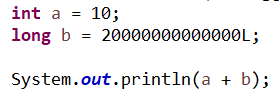 int a = 10;
long b = 20000000000000L;
System.out.println(a + b);